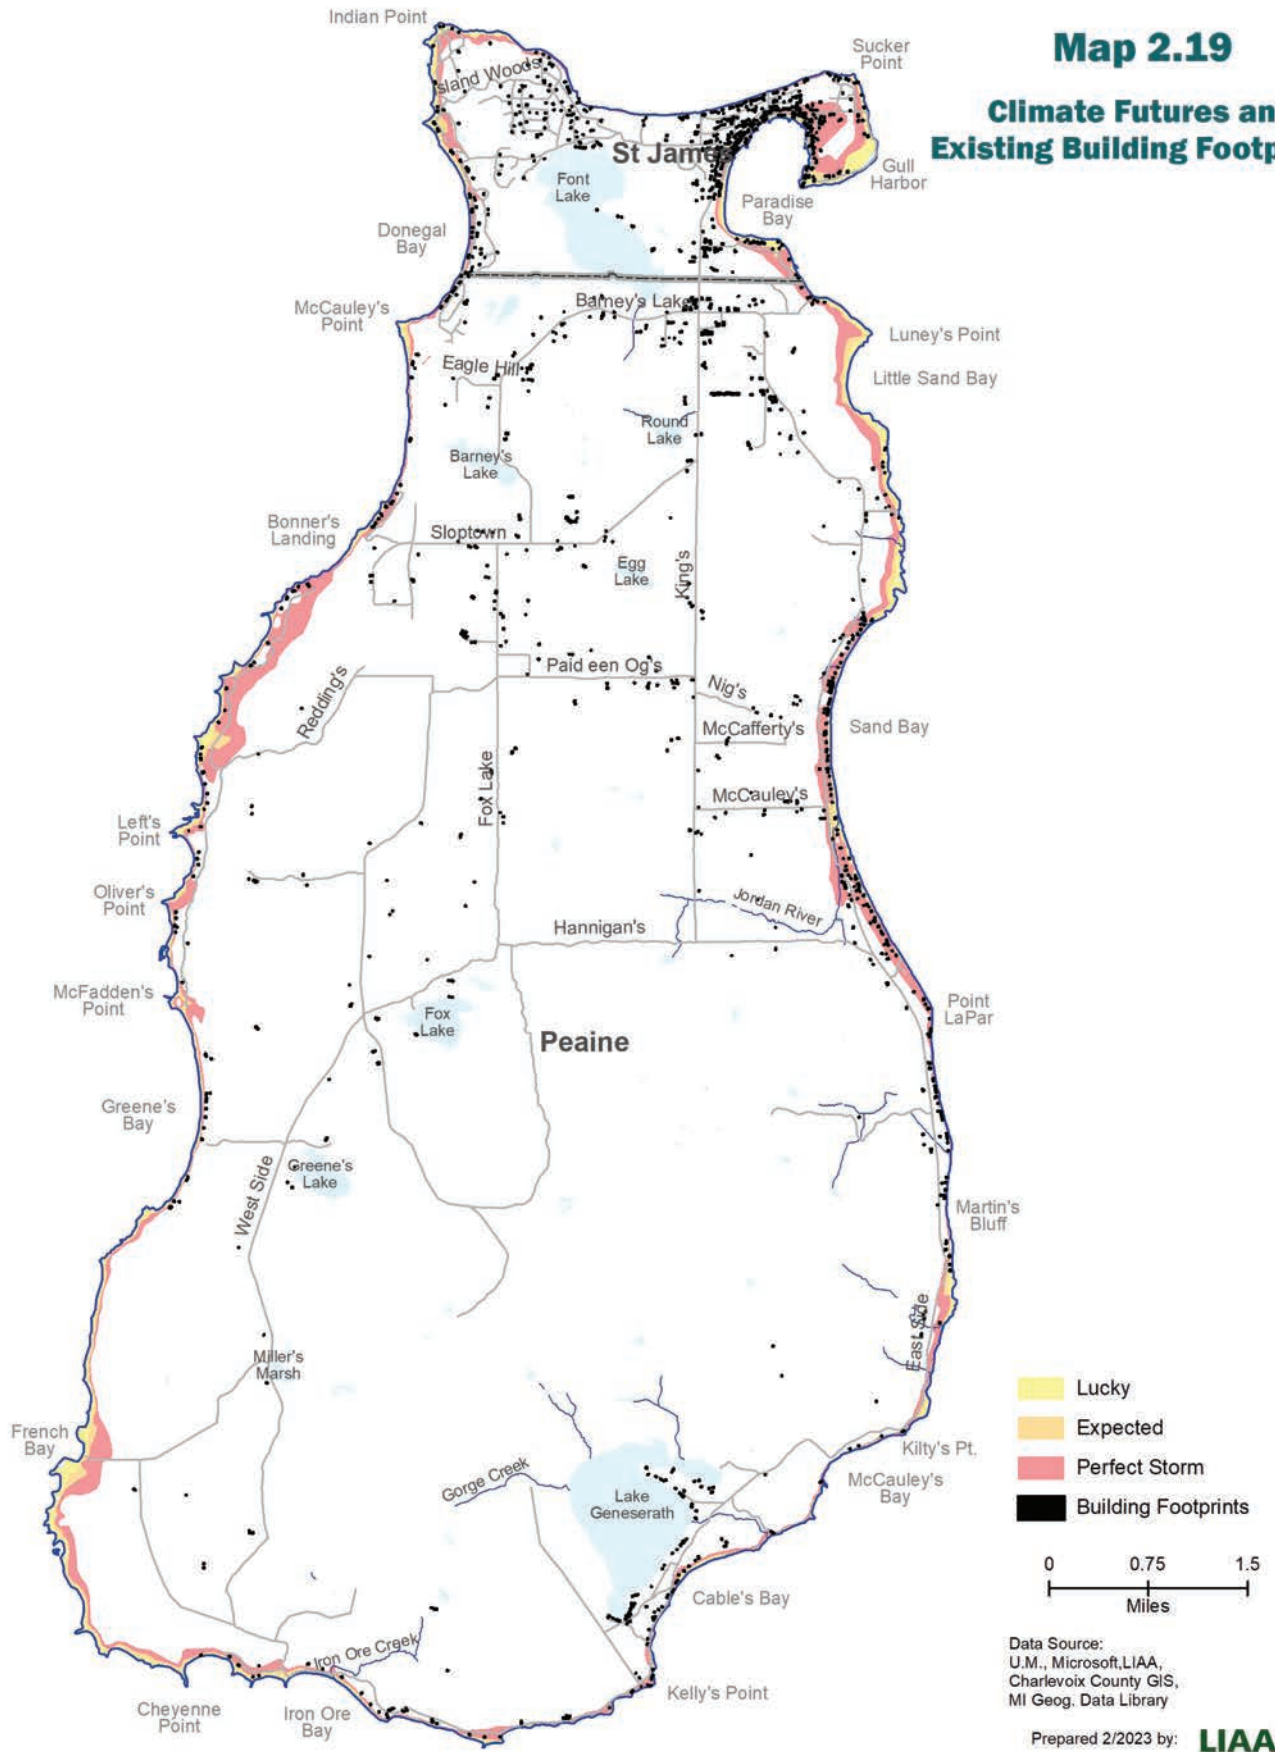 Indian Point
Map 2.19
Sucker
Point
sland Woods
Climate Futures an
Existing Building Footp
St James
Gull
Harbor
Font
Lake
Paradise
Bay
Donegal
Bay
McCauley's
Point
Barney's Lake
Luney's Point
Eagle Hill
Little Sand Bay
Round
Lake
Barney's
Lake
Bonner's
Landing
Sloptown
Egg
Lake
King's
Paid een Og's
Redding's
Nig's
McCafferty's
Sand Bay
Fox Lake
McCauley's
Left's
Point
Oliver's
Point
Jordan River
Hannigan's
McFadden's
Point
Fox
Lake
Point
LaPar
Peaine
Greene's
Bay
Greene's
Lake
West Side
Martin's
Bluff
East Side
Miller's
Marsh
Lucky
Expected
Perfect Storm
Building Footprints
French
Bay
Kilty's Pt.
McCauley's
Bay
Gorge Creek
Lake
Geneserath
0 0.75 1.5
Miles
Cable's Bay
Data Source:
U.M., Microsoft,LIAA,
Charlevoix County GIS,
MI Geog. Data Library
Iron Ore Creek
Kelly's Point
Cheyenne
Point
Iron Ore
Bay
Prepared 2/2023 by: LIAA